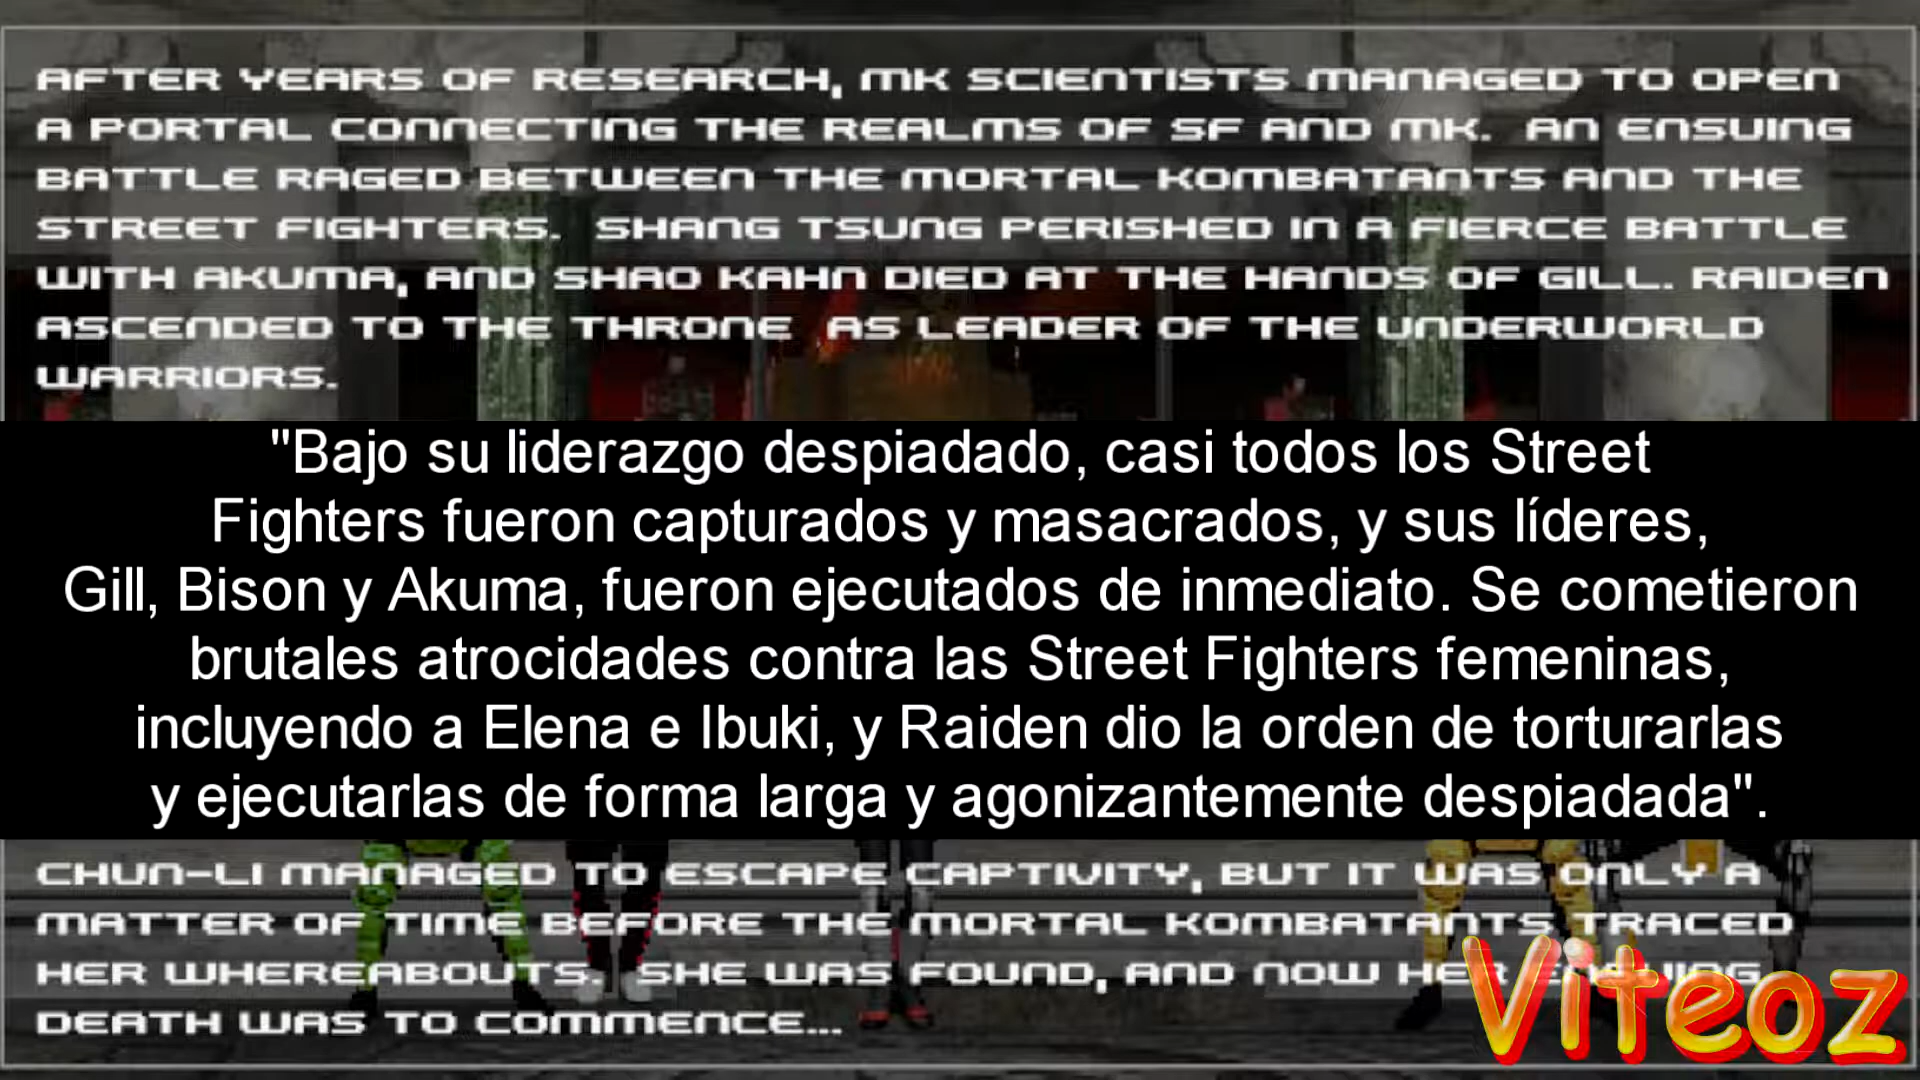 AFTER YEARS OF RESEARCH, MK SCIENTISTS MANAGED TO OPEN
A PORTAL CONNECTING THE REALMS OF SF AND MK. AN ENSUING
BATTLE RAGED BETWEEN THE MORTAL KOMBATANTS AND THE
STREET FIGHTERS. SHANG TSUNG PERISHED IN A FIERCE BATTLE
WITH AKUMA, AND SHAO KAHN DIED AT THE HANDS OF GILL. RAIDEN
ASCENDED TO THE THRONE AS LEADER OF THE UNDERWORLD
WARRIORS.
"Bajo su liderazgo despiadado, casi todos los Street
Fighters fueron capturados y masacrados, y sus líderes,
Gill, Bison y Akuma, fueron ejecutados de inmediato. Se cometieron
brutales atrocidades contra las Street Fighters femeninas,
incluyendo a Elena e Ibuki, y Raiden dio la orden de torturarlas
y ejecutarlas de forma larga y agonizantemente despiadada".
CHUN-LI MANAGED TO ESCAPE CAPTIVITY, BUT IT WAS ONLY A
MATTER OF TIME BEFORE THE MORTAL KOMBATANTS TRACED
HER WHEREABOUTS. SHE WAS FOUND, AND NOW HER
DEATH WAS TO COMMENCE...
Viteoz